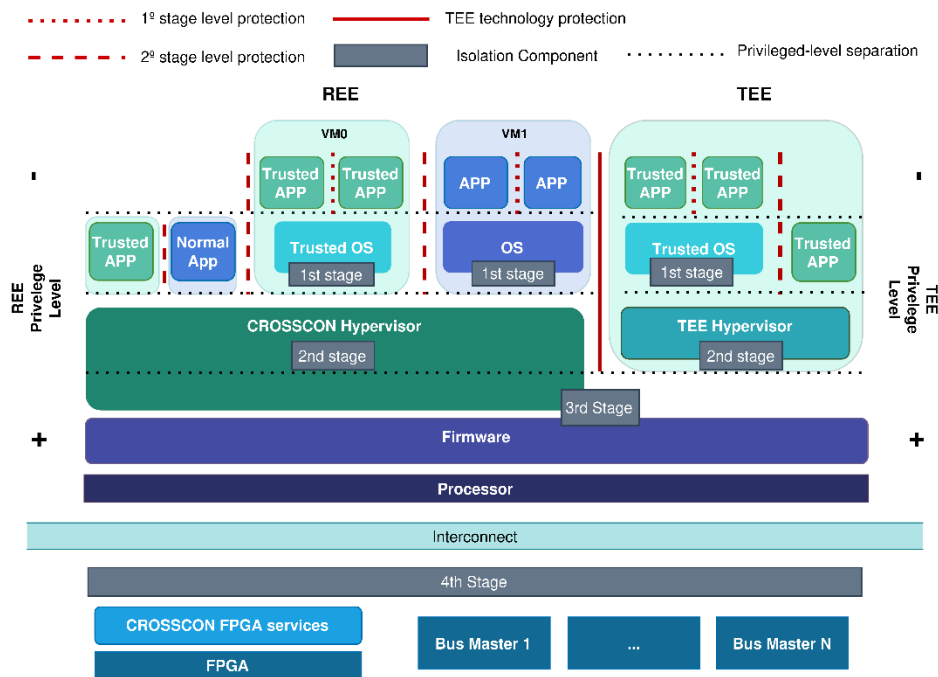 1º stage level protection
TEE technology protection
2º stage level protection
Isolation Component
Privileged-level separation
REE
TEE
VM0
VM1
-
-
Trusted
APP
Trusted
APP
APP
APP
Trusted
APP
Trusted
APP
Trusted
APP
Normal
App
Trusted OS
1st stage
OS
1st stage
Trusted OS
1st stage
Trusted
APP
REE
Privelege
Level
TEE
Privelege
Level
CROSSCON Hypervisor
2nd stage
TEE Hypervisor
2nd stage
3rd Stage
+
+
Firmware
Processor
Interconnect
4th Stage
CROSSCON FPGA services
FPGA
Bus Master 1
...
Bus Master N